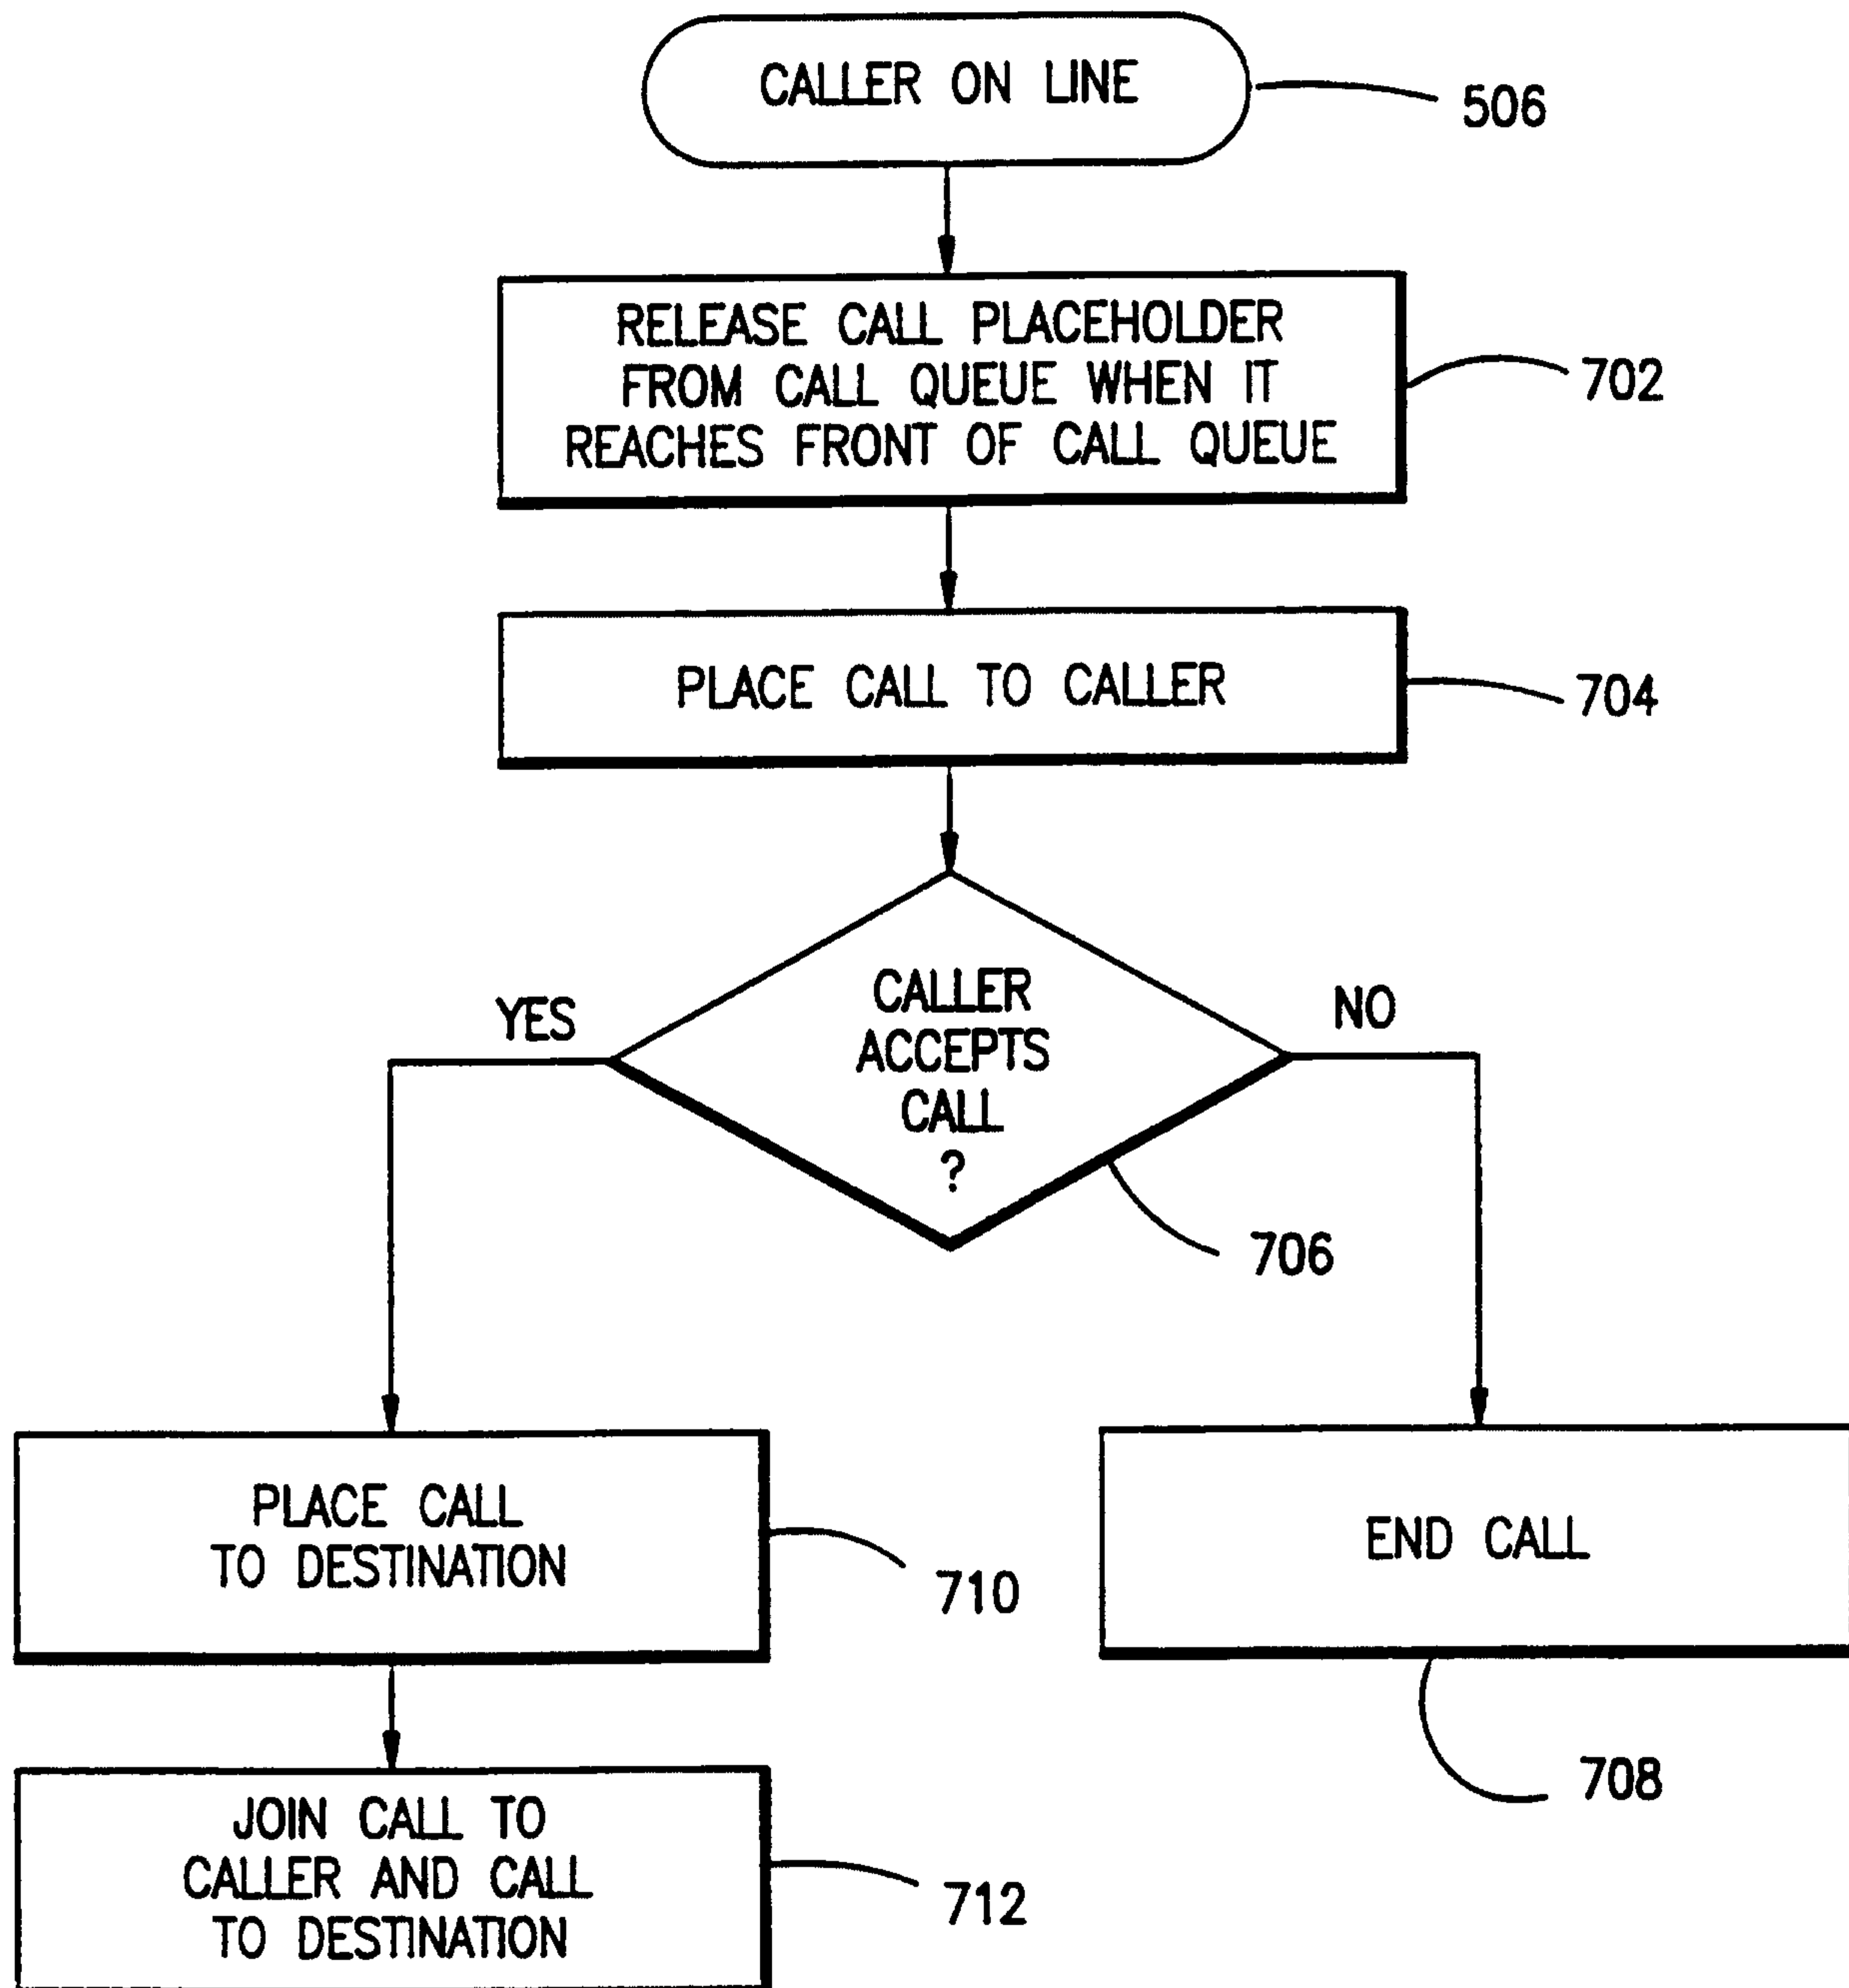 CALLER ON LINE
506
RELEASE CALL PLACEHOLDER
FROM CALL QUEUE WHEN IT
REACHES FRONT OF CALL QUEUE
702
PLACE CALL TO CALLER
704
CALLER
ACCEPTS
CALL
?
YES
NO
706
PLACE CALL
TO DESTINATION
710
END CALL
708
JOIN CALL TO
CALLER AND CALL
TO DESTINATION
712